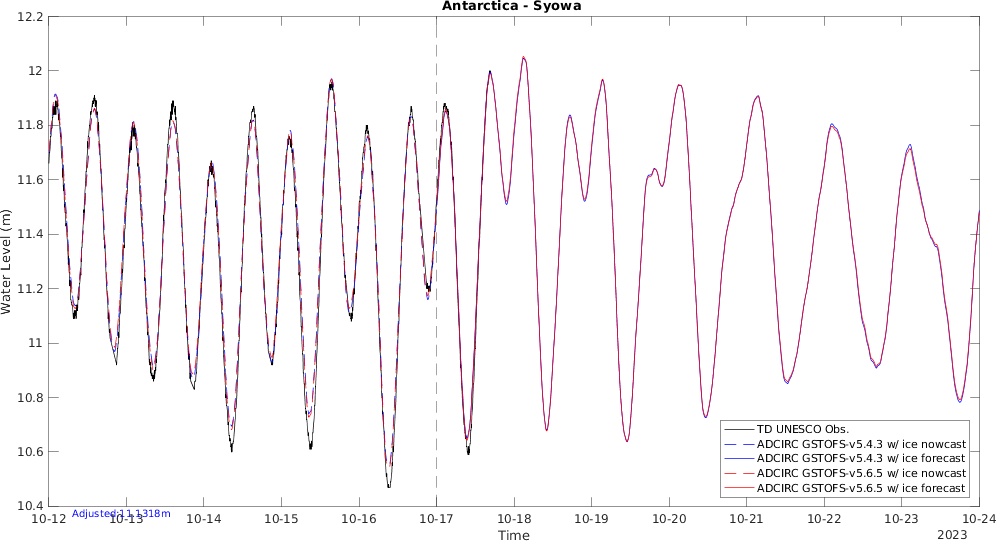 Antarctica - Syowa
Water Level (m)
12.2
12
11.8
11.6
11.4
11.2
11
10.8
10.6
10.4
TD UNESCO Obs.
ADCIRC GSTOFS-v5.4.3 w/ ice nowcast
ADCIRC GSTOFS-v5.4.3 w/ ice forecast
ADCIRC GSTOFS-v5.6.5 w/ ice nowcast
ADCIRC GSTOFS-v5.6.5 w/ ice forecast
Adjusted:11.1318m
10-12 10-13 10-14 10-15 10-16 10-17 10-18 10-19 10-20 10-21 10-22 10-23 10-24
Time
2023